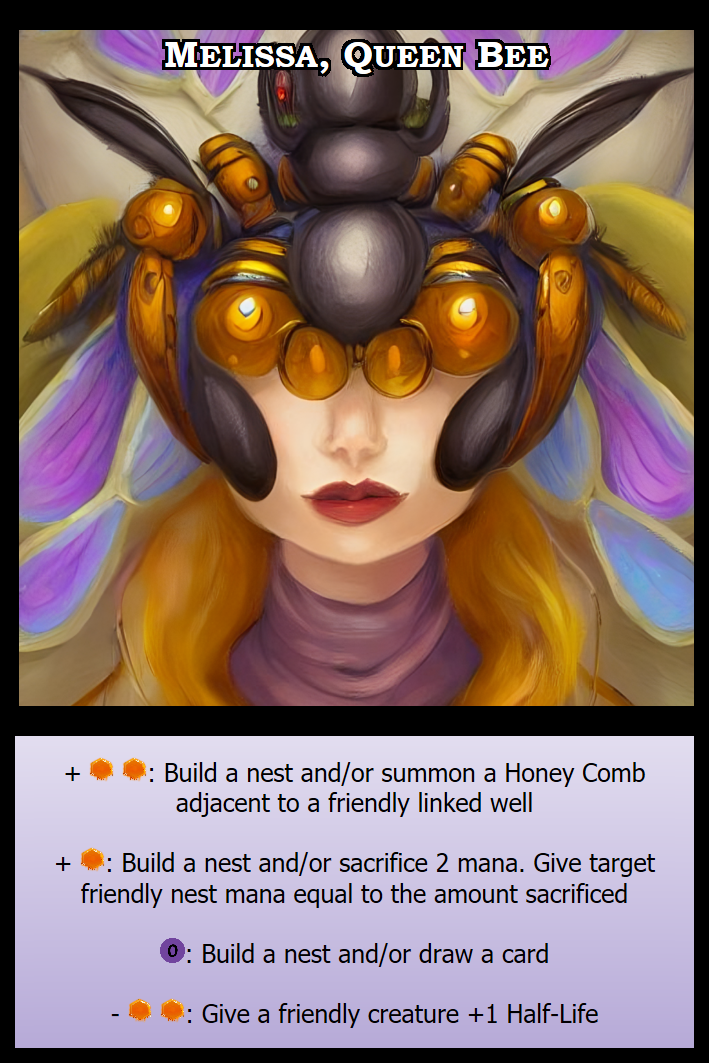 Melissa, Queen Bee
+ : Build a nest and/or summon a Honey Comb
adjacent to a friendly linked well
+ : Build a nest and/or sacrifice 2 mana. Give target
friendly nest mana equal to the amount sacrificed
0: Build a nest and/or draw a card
- : Give a friendly creature +1 Half-Life